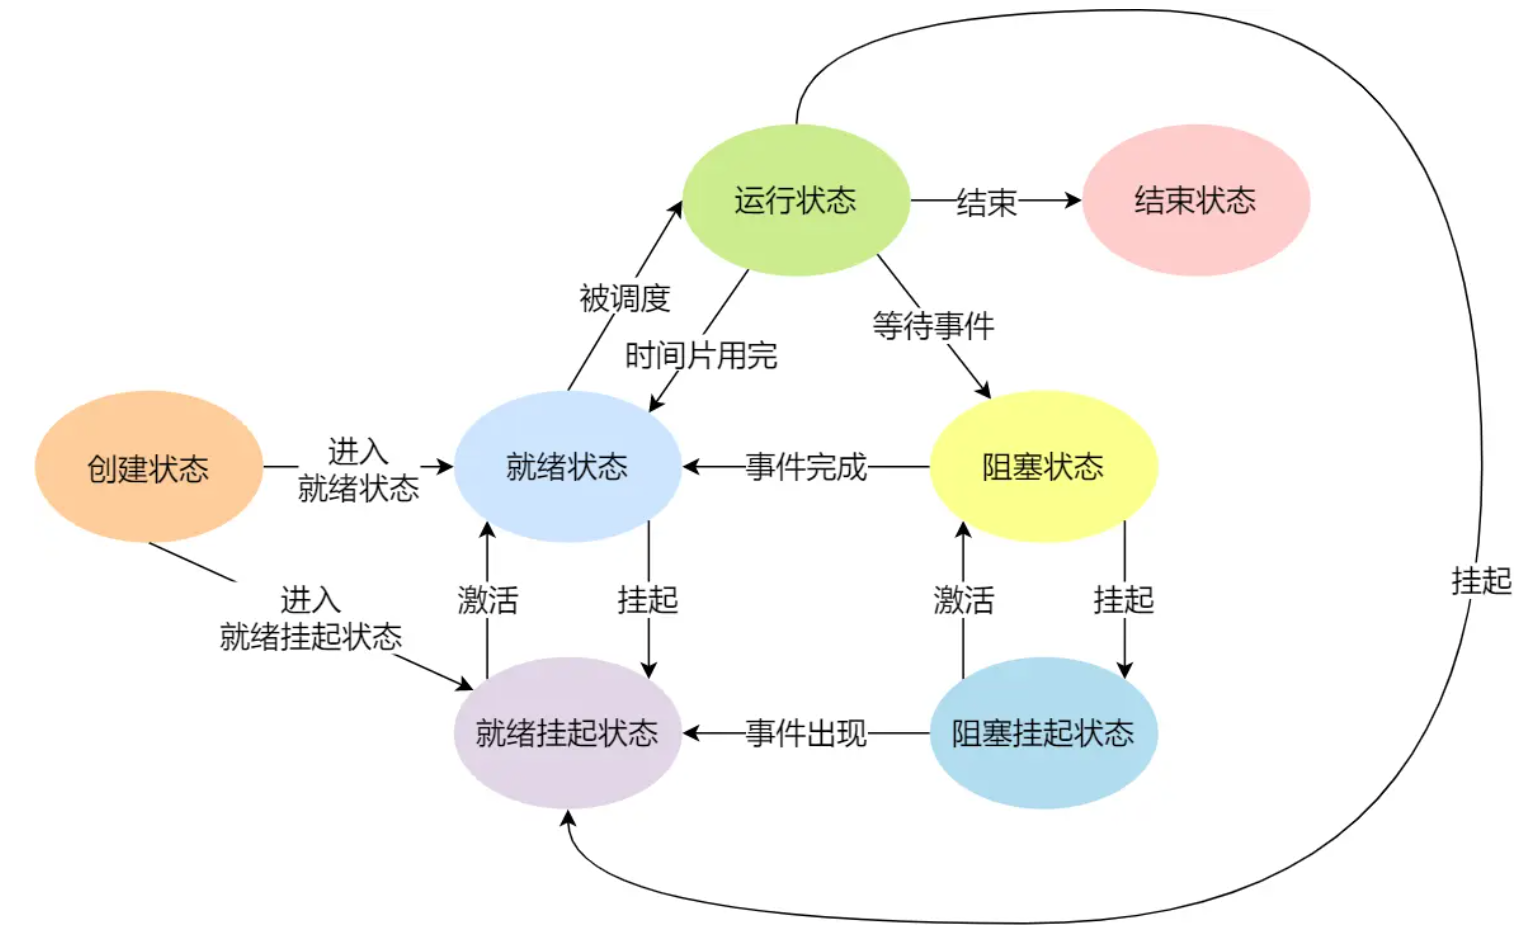 运行状态
结束
结束状态
被调度
时间片用完
等待事件
创建状态
进入
就绪状态
就绪状态
事件完成
阻塞状态
进入
就绪挂起状态
激活
挂起
激活
挂起
挂起
就绪挂起状态
事件出现
阻塞挂起状态